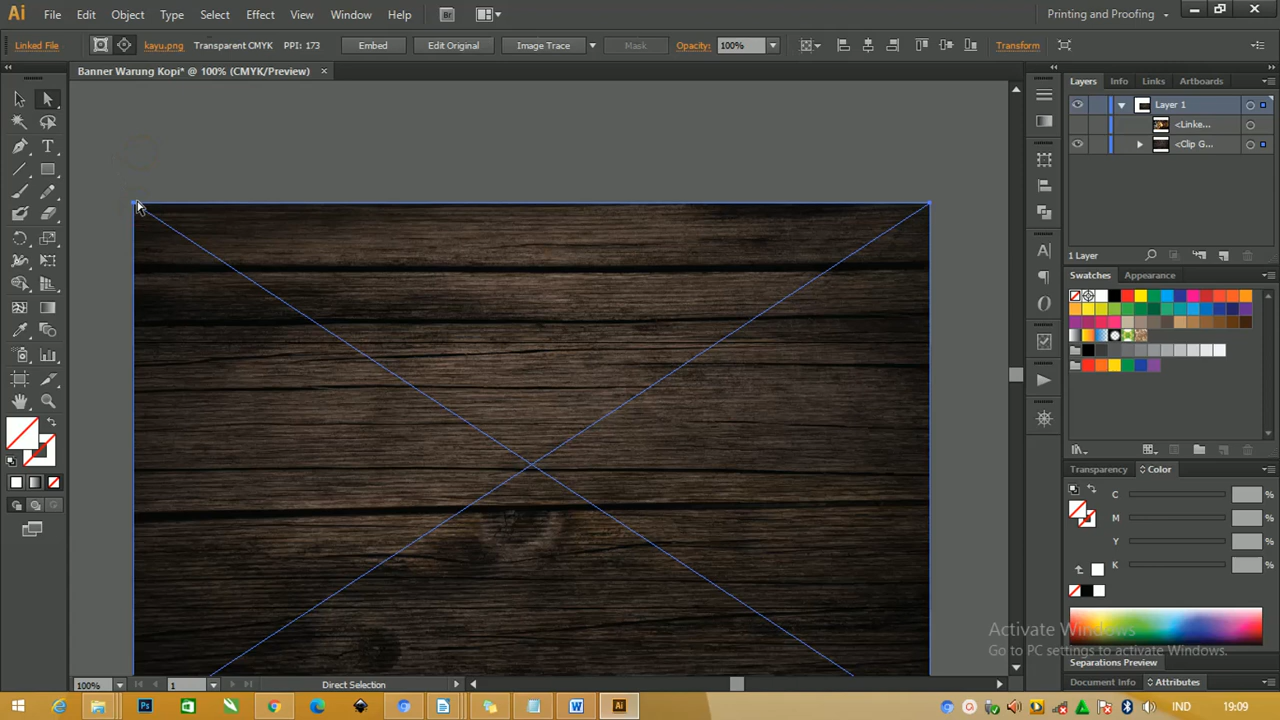 Ai File Edit Object Type Select Effect View Window Help Br Printing and Proofing
Linked File kayu.png Transparent CMYK PPI: 173 Embed Edit Original Image Trace Mask Opacity: 100% Transform
Banner Warung Kopi* @ 100% (CMYK/Preview) ×
Layers Info Links Artboards
Layer 1
<Linke...
<Clip G...
1 Layer
Swatches Appearance
Transparency Color
C %
M %
Y %
K %
Activate Windows
Go to PC settings to activate Windows.
Separations Preview
Document Info Attributes
100% 1 Direct Selection
Ps W Ai IND 19:09